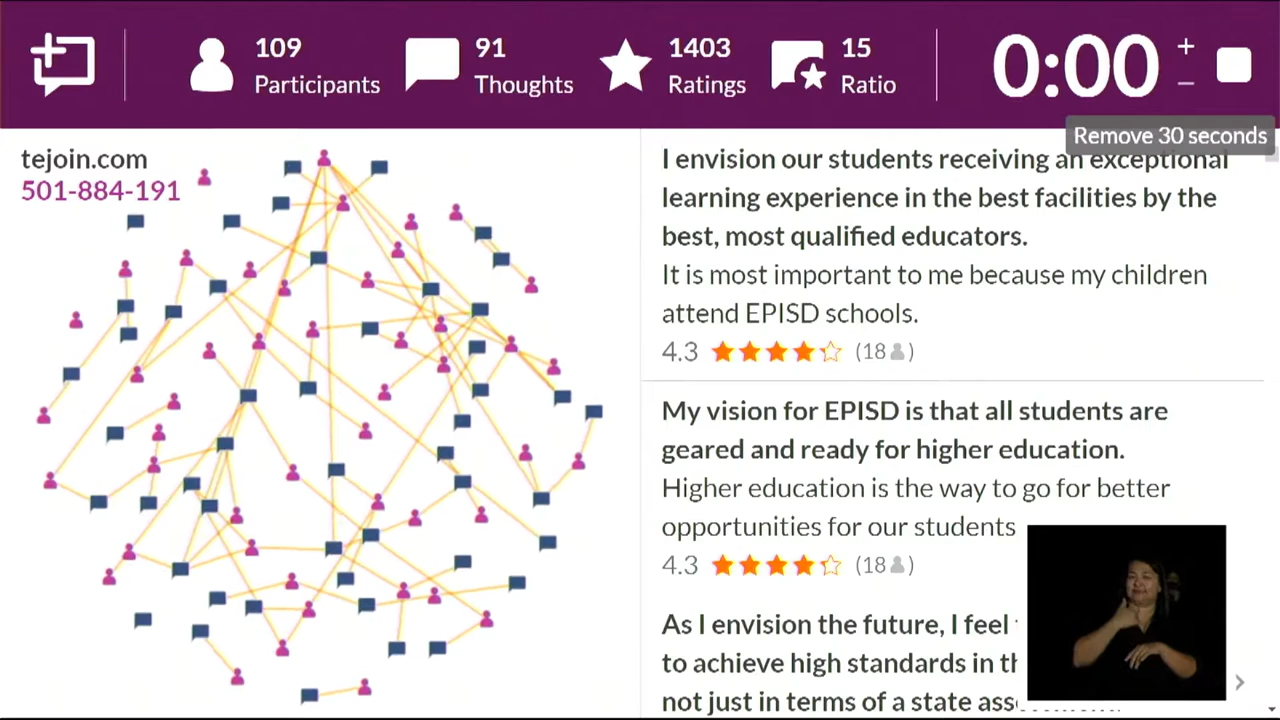 109
Participants
91
Thoughts
1403
Ratings
15
Ratio
0:00
+
−
Remove 30 seconds
tejoin.com
501-884-191
I envision our students receiving an exceptional
learning experience in the best facilities by the
best, most qualified educators.
It is most important to me because my children
attend EPISD schools.
4.3
(18)
My vision for EPISD is that all students are
geared and ready for higher education.
Higher education is the way to go for better
opportunities for our students
4.3
(18)
As I envision the future, I feel
to achieve high standards in
not just in terms of a state